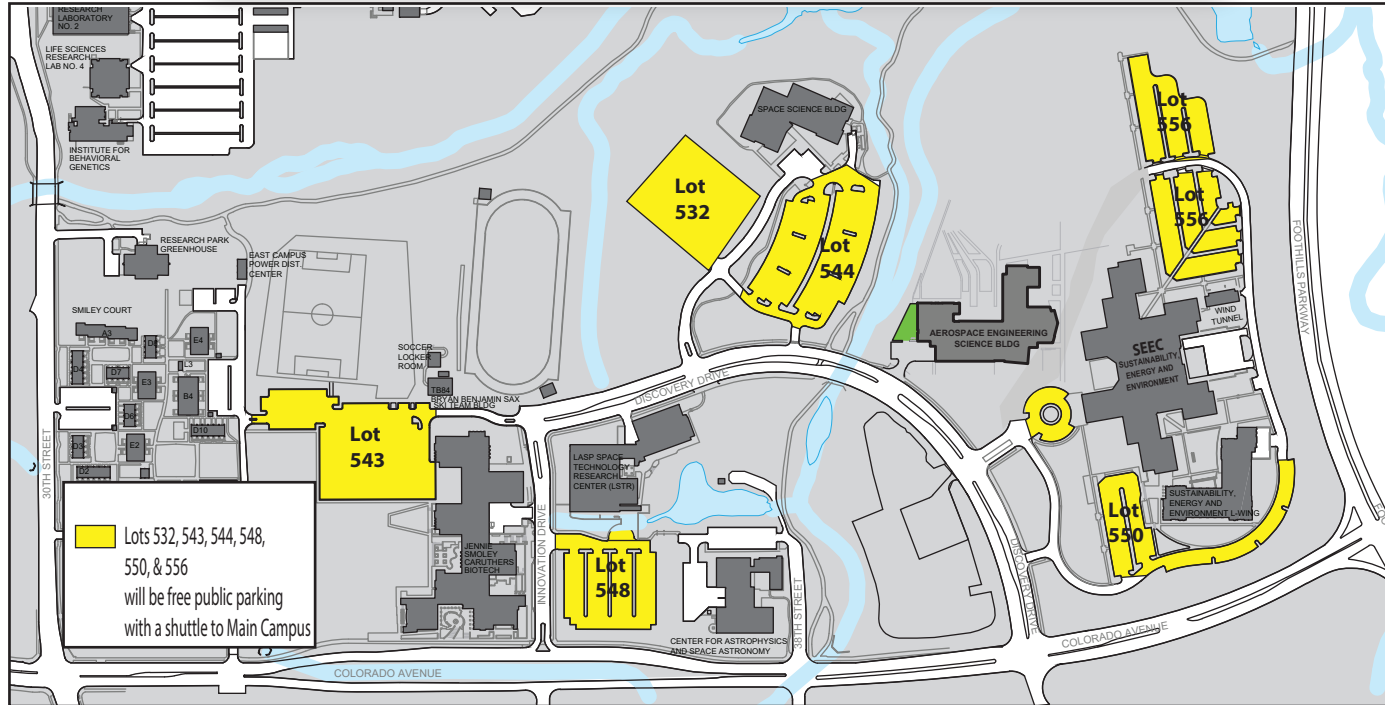 RESEARCH
LABORATORY
NO. 2
LIFE SCIENCES
RESEARCH
LAB NO. 4
INSTITUTE FOR
BEHAVIORAL
GENETICS
SPACE SCIENCE BLDG
Lot
556
Lot
556
Lot
532
Lot
544
RESEARCH PARK
GREENHOUSE
EAST CAMPUS
POWER DIST.
CENTER
FOOTHILLS PARKWAY
SMILEY COURT
A3
D8
E4
D4
D7
L3
E3
B4
D6
D3
E2
D10
D2
30TH STREET
SOCCER
LOCKER
ROOM
TB84
BRYAN BENJAMIN SAX
SKI TEAM BLDG
DISCOVERY DRIVE
AEROSPACE ENGINEERING
SCIENCE BLDG
WIND
TUNNEL
SEEC
SUSTAINABILITY,
ENERGY AND
ENVIRONMENT
Lot
543
LASP SPACE
TECHNOLOGY
RESEARCH
CENTER (LSTR)
SUSTAINABILITY,
ENERGY AND
ENVIRONMENT L-WING
Lot
550
Lots 532, 543, 544, 548,
550, & 556
will be free public parking
with a shuttle to Main Campus
JENNIE
SMOLEY
CARUTHERS
BIOTECH
INNOVATION DRIVE
Lot
548
CENTER FOR ASTROPHYSICS
AND SPACE ASTRONOMY
38TH STREET
DISCOVERY DRIVE
COLORADO AVENUE
COLORADO AVENUE